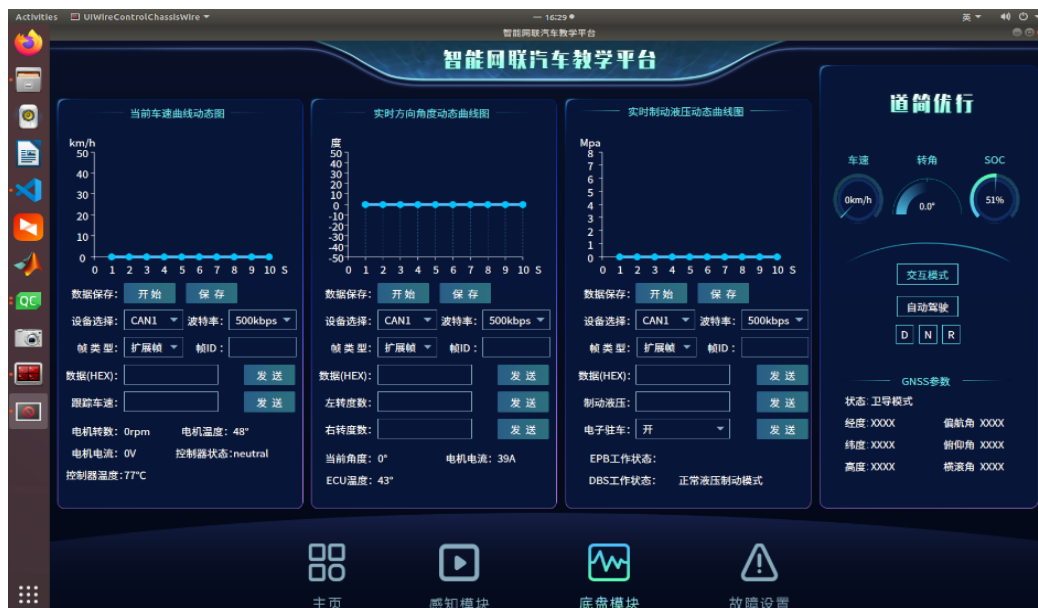 Activities UIWireControlChassisWire 16:29 英
智能网联汽车教学平台
智能网联汽车教学平台
当前车速曲线动态图
km/h
50
40
30
20
10
0
0 1 2 3 4 5 6 7 8 9 10 S
数据保存: 开始 保存
设备选择: CAN1 波特率: 500kbps
帧类型: 扩展帧 帧ID:
数据(HEX): 发送
跟踪车速: 发送
电机转数: 0rpm 电机温度: 48°
电机电流: 0V 控制器状态:neutral
控制器温度:77℃
实时方向角度动态曲线图
度
50
40
30
20
10
0
-10
-20
-30
-40
-50
0 1 2 3 4 5 6 7 8 9 10 S
数据保存: 开始 保存
设备选择: CAN1 波特率: 500kbps
帧类型: 扩展帧 帧ID:
数据(HEX): 发送
左转度数: 发送
右转度数: 发送
当前角度: 0° 电机电流: 39A
ECU温度: 43°
实时制动液压动态曲线图
Mpa
8
7
6
5
4
3
2
1
0
0 1 2 3 4 5 6 7 8 9 10 S
数据保存: 开始 保存
设备选择: CAN1 波特率: 500kbps
帧类型: 扩展帧 帧ID:
数据(HEX): 发送
制动液压: 发送
电子驻车: 开 发送
EPB工作状态:
DBS工作状态: 正常液压制动模式
道简优行
车速 转角 SOC
0km/h 0.0° 51%
交互模式
自动驾驶
D N R
GNSS参数
状态: 卫导模式
经度: XXXX 偏航角 XXXX
纬度: XXXX 俯仰角 XXXX
高度: XXXX 横滚角 XXXX
QC
主页 感知模块 底盘模块 故障设置